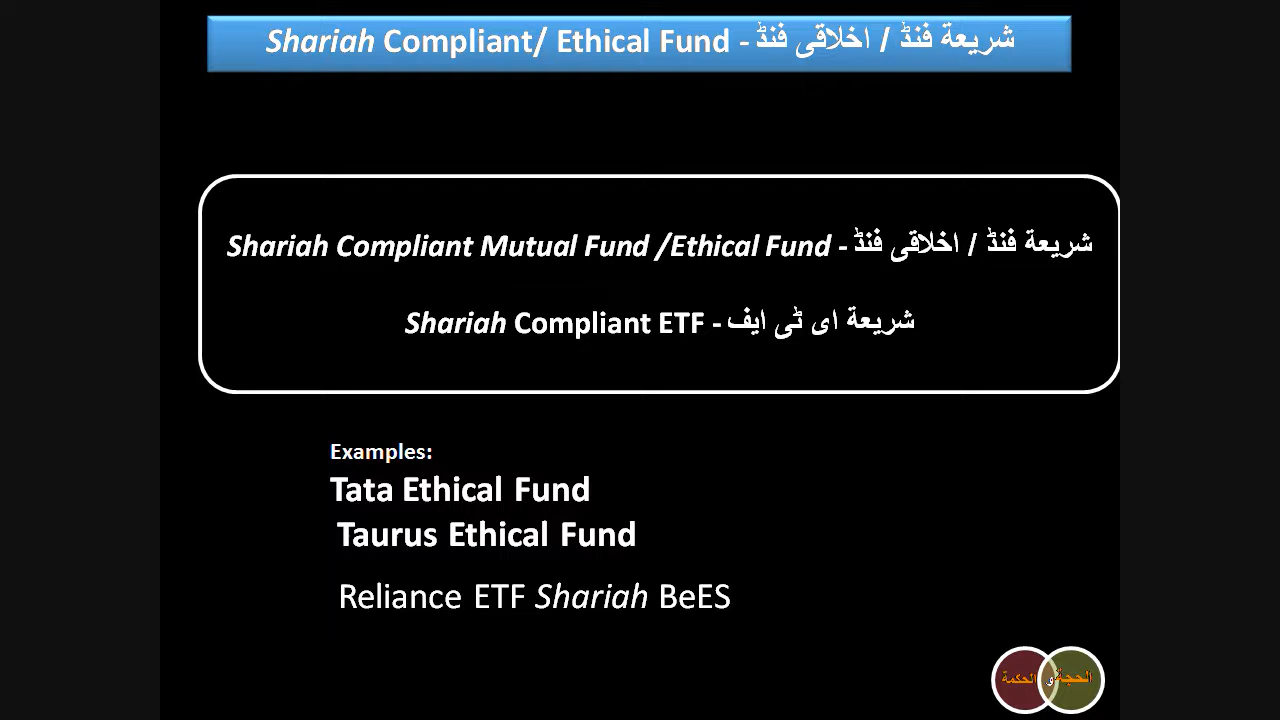 Shariah Compliant/ Ethical Fund - شریعة فنڈ / اخلاقی فنڈ
Shariah Compliant Mutual Fund /Ethical Fund - شریعة فنڈ / اخلاقی فنڈ
Shariah Compliant ETF - شریعة ای ٹی ایف
Examples:
Tata Ethical Fund
Taurus Ethical Fund
Reliance ETF Shariah BeES
الحجة و الحكمة